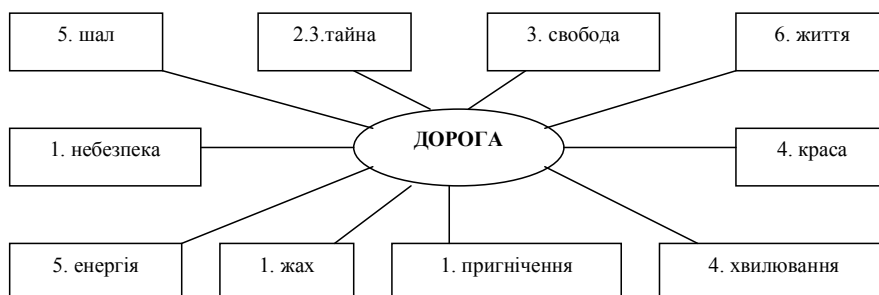 5. шал
2.3.тайна
3. свобода
6. життя
ДОРОГА
1. небезпека
4. краса
5. енергія
1. жах
1. пригнічення
4. хвилювання